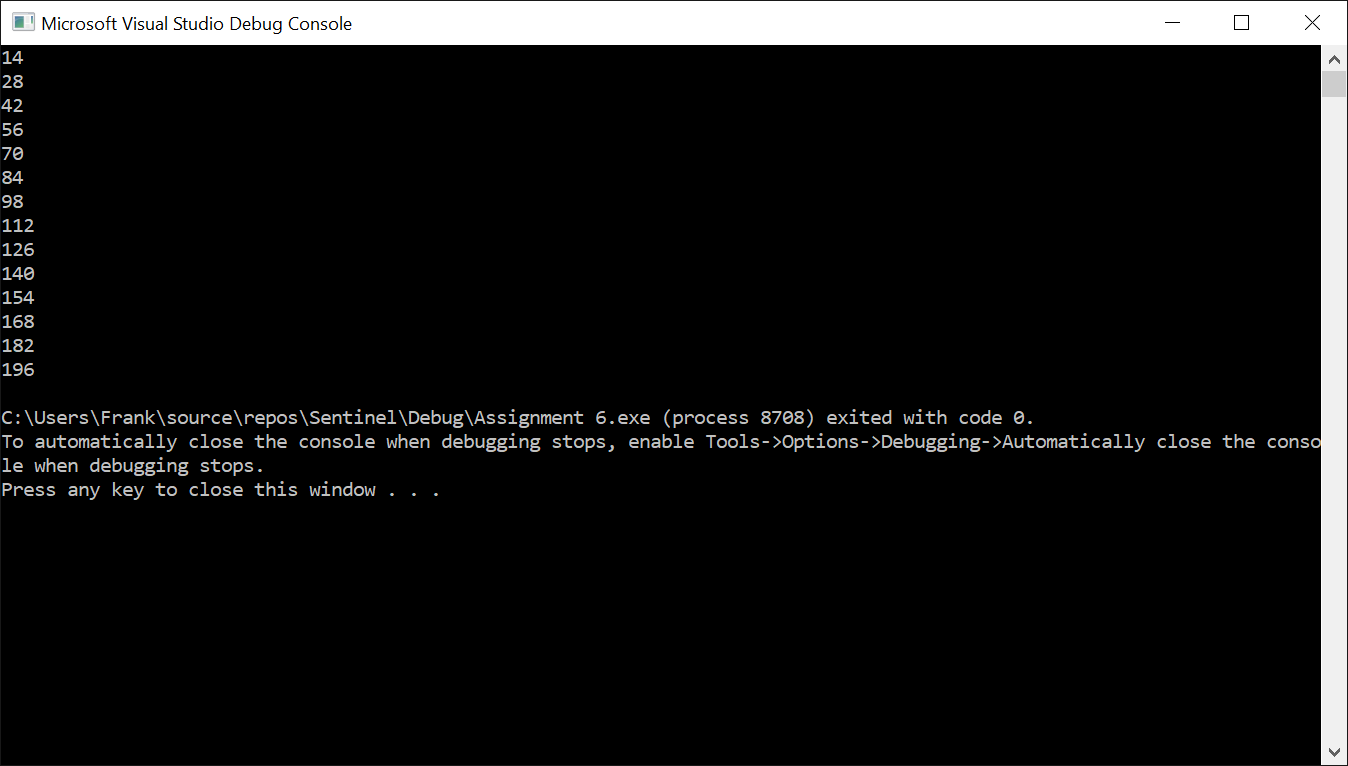 Microsoft Visual Studio Debug Console
14
28
42
56
70
84
98
112
126
140
154
168
182
196
C:\Users\Frank\source\repos\Sentinel\Debug\Assignment 6.exe (process 8708) exited with code 0.
To automatically close the console when debugging stops, enable Tools->Options->Debugging->Automatically close the conso
le when debugging stops.
Press any key to close this window . . .